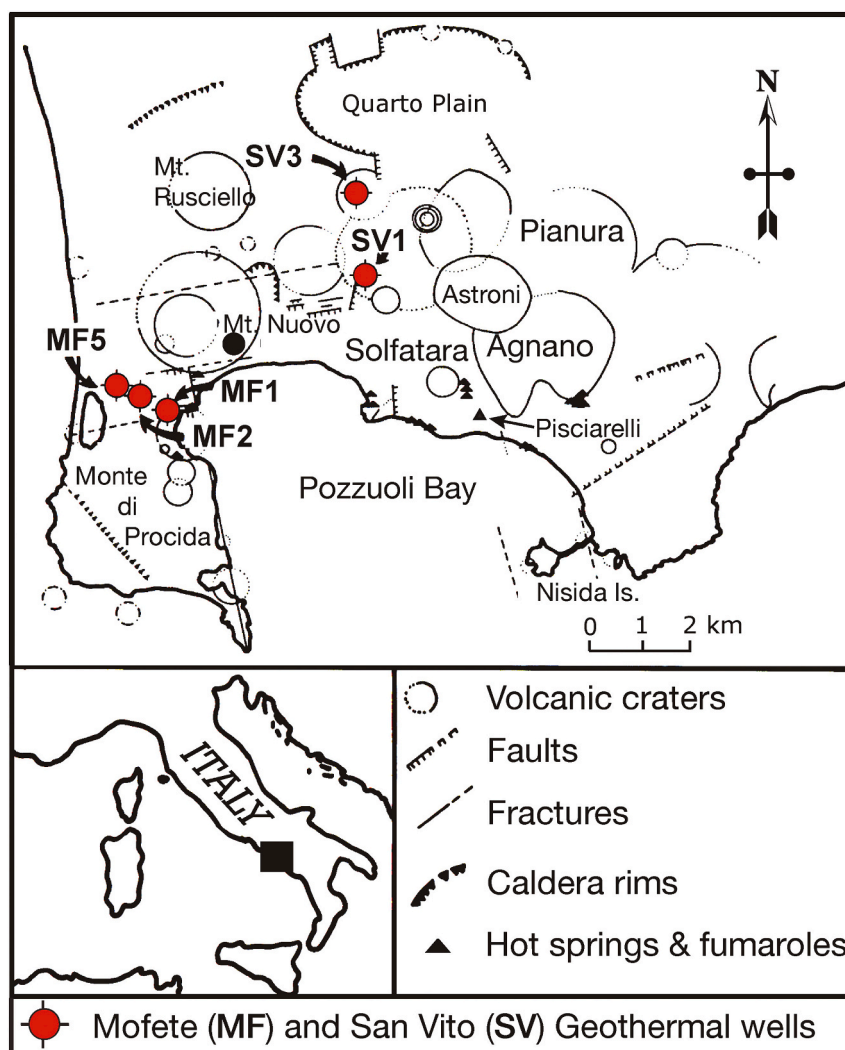 Quarto Plain
N
Mt.
Rusciello
SV3
SV1
Pianura
Astroni
Mt. Nuovo
MF5
Solfatara
Agnano
MF1
MF2
Pisciarelli
Monte
di
Procida
Pozzuoli Bay
Nisida Is.
0 1 2 km
ITALY
Volcanic craters
Faults
Fractures
Caldera rims
Hot springs & fumaroles
Mofete (MF) and San Vito (SV) Geothermal wells